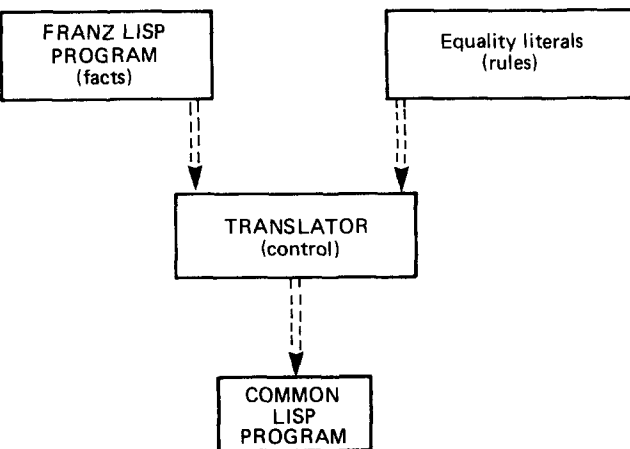 FRANZ LISP
PROGRAM
(facts)
Equality literals
(rules)
TRANSLATOR
(control)
COMMON
LISP
PROGRAM